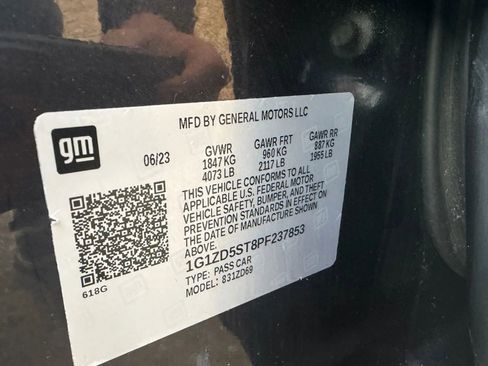 MFD BY GENERAL MOTORS LLC
gm
06/23
GVWR GAWR FRT GAWR RR
1847 KG 960 KG 887 KG
4073 LB 2117 LB 1955 LB
THIS VEHICLE CONFORMS TO ALL
APPLICABLE U.S. FEDERAL MOTOR
VEHICLE SAFETY, BUMPER, AND THEFT
PREVENTION STANDARDS IN EFFECT ON
THE DATE OF MANUFACTURE SHOWN
ABOVE.
1G1ZD5ST8PF237853
TYPE: PASS CAR
MODEL: 831ZD69
618G